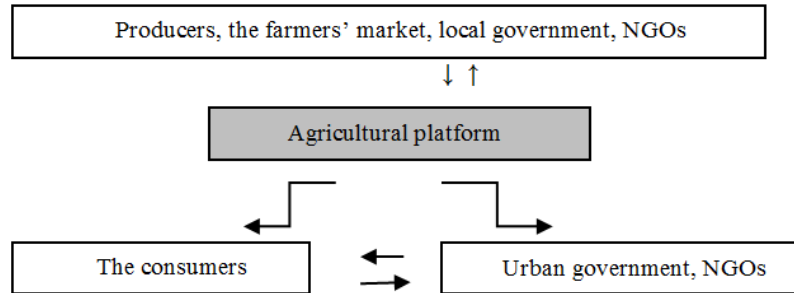 Producers, the farmers’ market, local government, NGOs
↓ ↑
Agricultural platform
The consumers
Urban government, NGOs